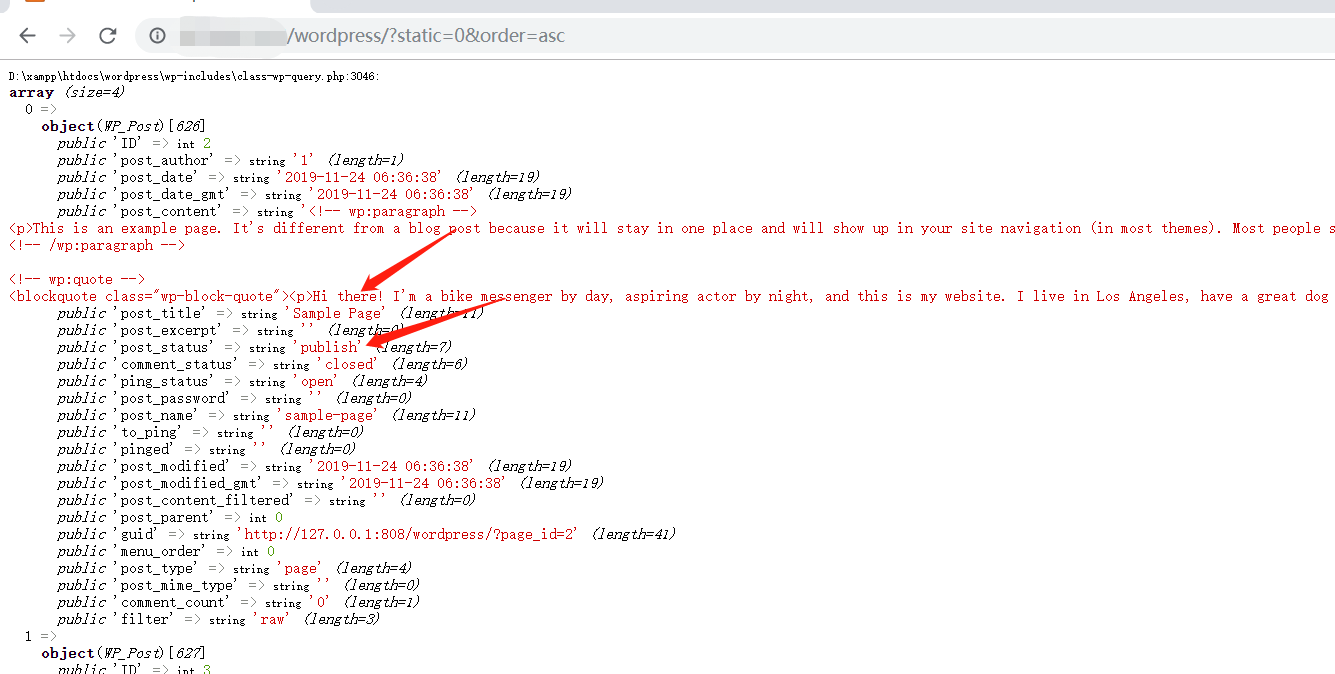 /wordpress/?static=0&order=asc
D:\xampp\htdocs\wordpress\wp-includes\class-wp-query.php:3046:
array (size=4)
0 =>
object(WP_Post)[626]
public 'ID' => int 2
public 'post_author' => string '1' (length=1)
public 'post_date' => string '2019-11-24 06:36:38' (length=19)
public 'post_date_gmt' => string '2019-11-24 06:36:38' (length=19)
public 'post_content' => string '<!-- wp:paragraph -->
<p>This is an example page. It's different from a blog post because it will stay in one place and will show up in your site navigation (in most themes). Most people s
<!-- /wp:paragraph -->
<!-- wp:quote -->
<blockquote class="wp-block-quote"><p>Hi there! I'm a bike messenger by day, aspiring actor by night, and this is my website. I live in Los Angeles, have a great dog
public 'post_title' => string 'Sample Page' (length=11)
public 'post_excerpt' => string '' (length=0)
public 'post_status' => string 'publish' (length=7)
public 'comment_status' => string 'closed' (length=6)
public 'ping_status' => string 'open' (length=4)
public 'post_password' => string '' (length=0)
public 'post_name' => string 'sample-page' (length=11)
public 'to_ping' => string '' (length=0)
public 'pinged' => string '' (length=0)
public 'post_modified' => string '2019-11-24 06:36:38' (length=19)
public 'post_modified_gmt' => string '2019-11-24 06:36:38' (length=19)
public 'post_content_filtered' => string '' (length=0)
public 'post_parent' => int 0
public 'guid' => string 'http://127.0.0.1:808/wordpress/?page_id=2' (length=41)
public 'menu_order' => int 0
public 'post_type' => string 'page' (length=4)
public 'post_mime_type' => string '' (length=0)
public 'comment_count' => string '0' (length=1)
public 'filter' => string 'raw' (length=3)
1 =>
object(WP_Post)[627]
public 'ID' => int 3